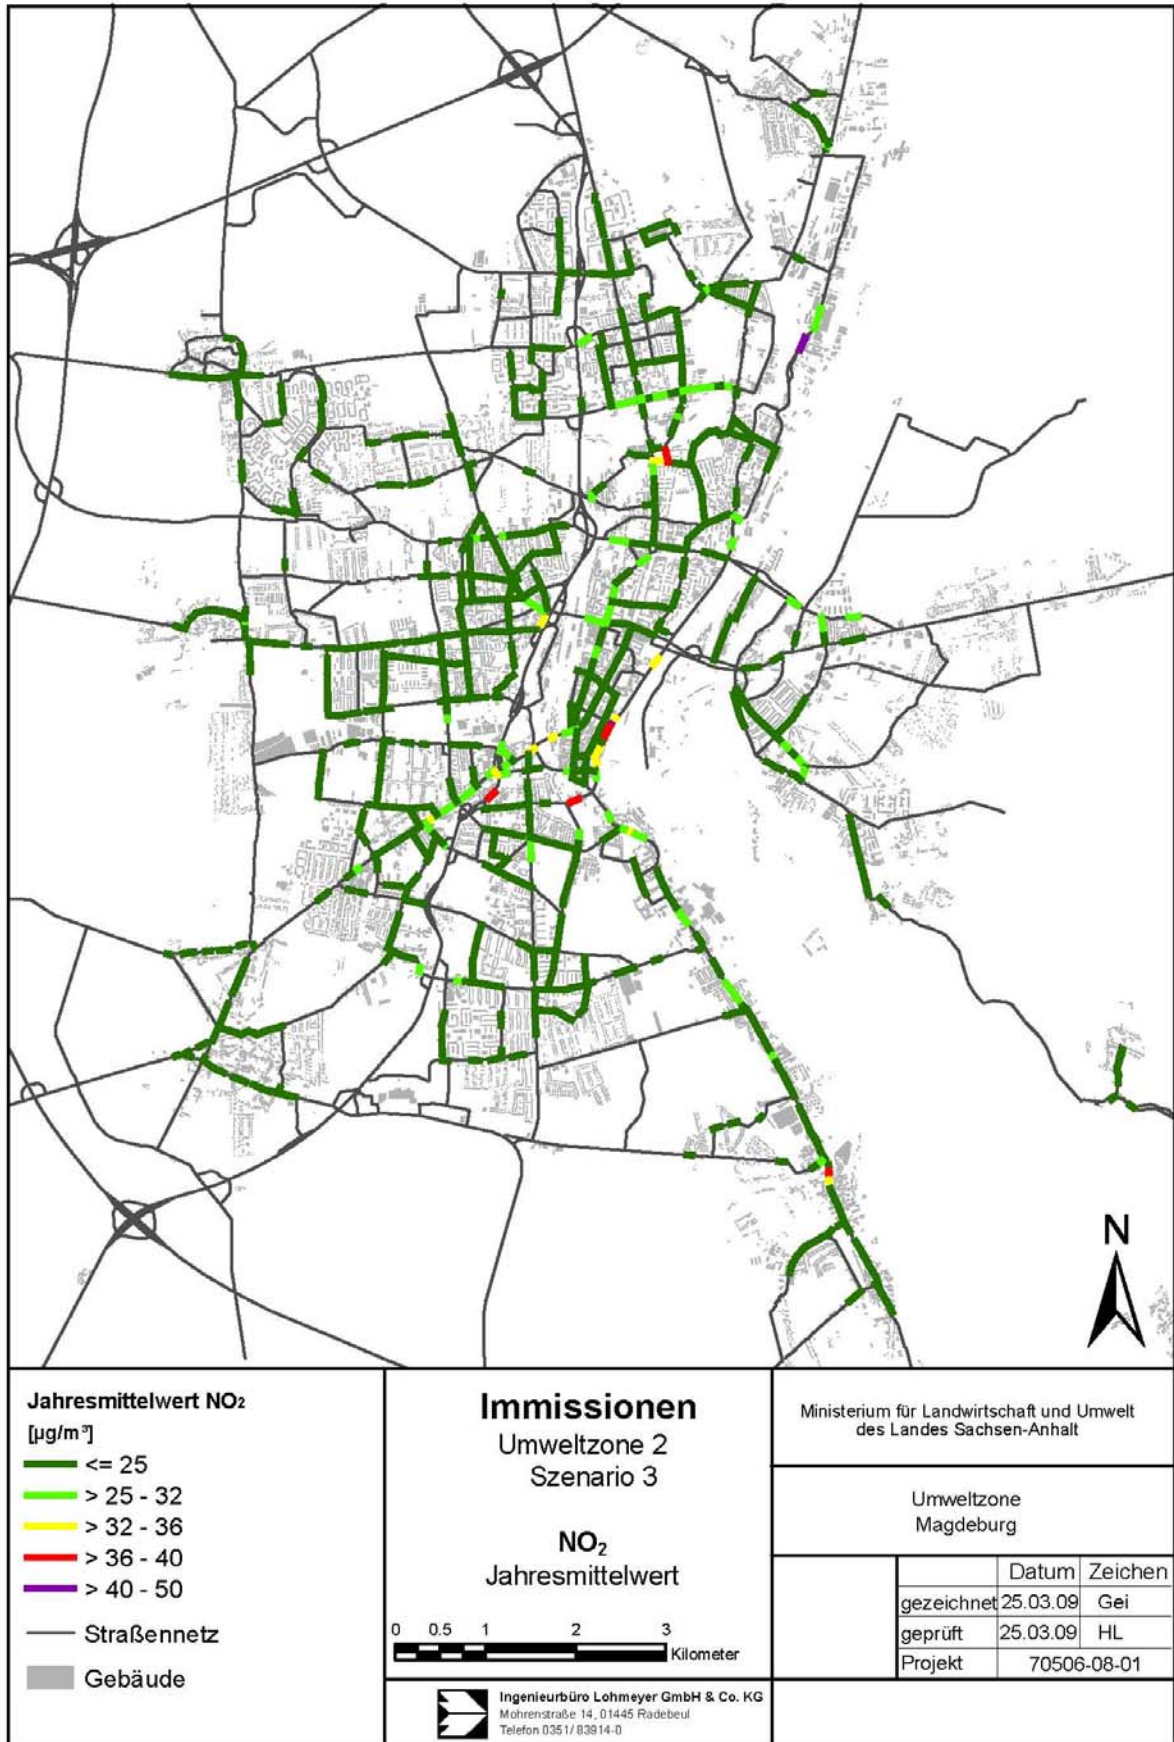 N
Jahresmittelwert NO₂
[µg/m³]
<= 25
> 25 - 32
> 32 - 36
> 36 - 40
> 40 - 50
Straßennetz
Gebäude
Immissionen
Umweltzone 2
Szenario 3
NO₂
Jahresmittelwert
0 0.5 1 2 3
Kilometer
Ingenieurbüro Lohmeyer GmbH & Co. KG
Mohrenstraße 14, 01445 Radebeul
Telefon 0351/ 83914-0
Ministerium für Landwirtschaft und Umwelt
des Landes Sachsen-Anhalt
Umweltzone
Magdeburg
Datum Zeichen
gezeichnet 25.03.09 Gei
geprüft 25.03.09 HL
Projekt 70506-08-01